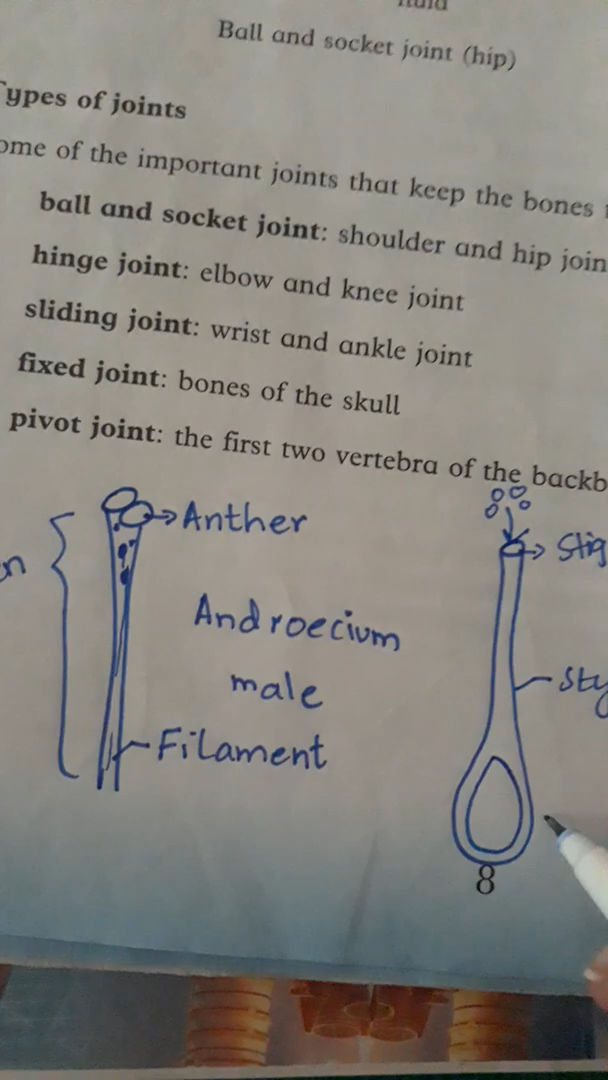 Ball and socket joint (hip)
Types of joints
ome of the important joints that keep the bones
ball and socket joint: shoulder and hip join
hinge joint: elbow and knee joint
sliding joint: wrist and ankle joint
fixed joint: bones of the skull
pivot joint: the first two vertebra of the backb
Anther
Stig
Androecium
male
Sty
Filament
8